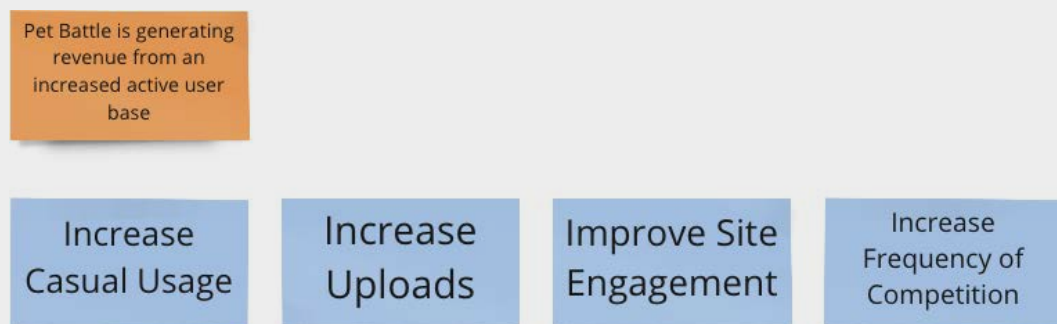 Pet Battle is generating
revenue from an
increased active user
base
Increase
Casual Usage
Increase
Uploads
Improve Site
Engagement
Increase
Frequency of
Competition